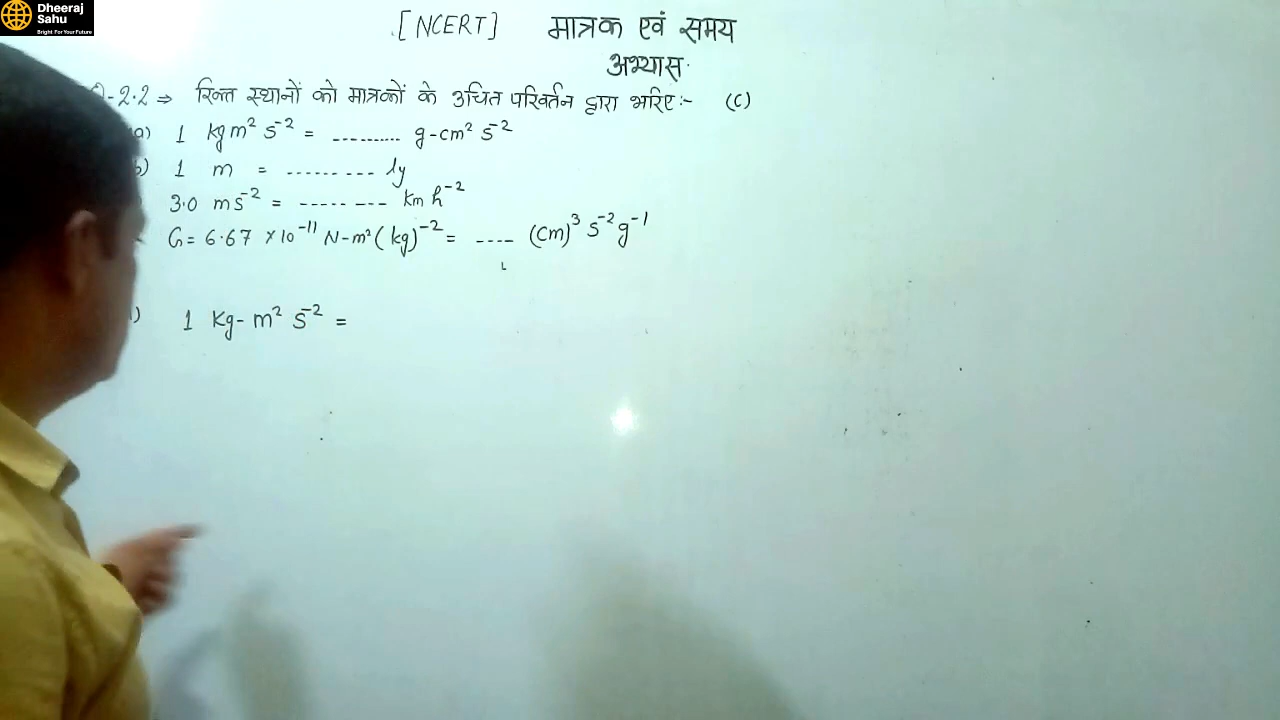 Dheeraj
Sahu
Bright For Your Future
[NCERT] मात्रक एवं समय
अभ्यास
-2.2 ⇒ रिक्त स्थानों को मात्रकों के उचित परिवर्तन द्वारा भरिए:- (C)
a) 1 kg m² s⁻² = .......... g-cm² s⁻²
b) 1 m = ......... ly
3.0 ms⁻² = -------- km h⁻²
G = 6.67 × 10⁻¹¹ N-m² (kg)⁻² = ---- (cm)³ s⁻² g⁻¹
) 1 Kg- m² s⁻² =